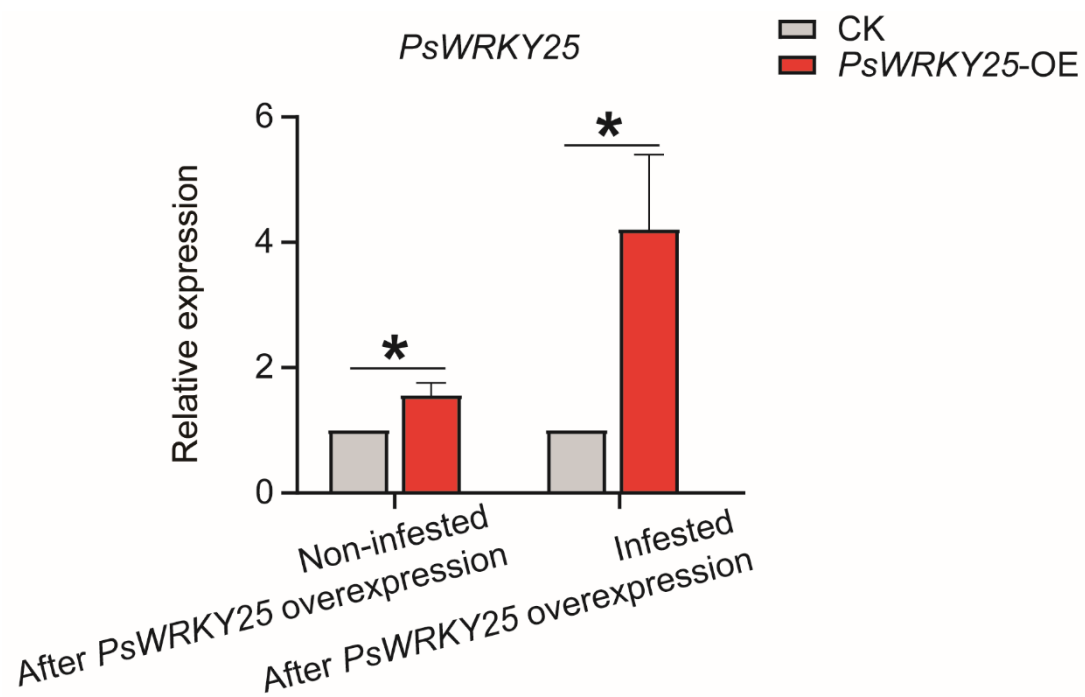 PsWRKY25
CK
PsWRKY25-OE
Relative expression
6
4
2
0
*
*
Non-infested
After PsWRKY25 overexpression
Infested
After PsWRKY25 overexpression